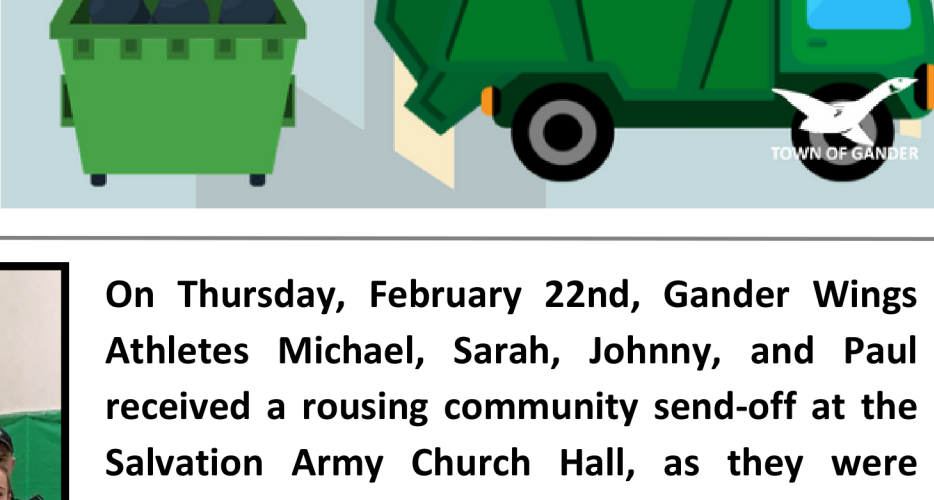 TOWN OF GANDER
On Thursday, February 22nd, Gander Wings
Athletes Michael, Sarah, Johnny, and Paul
received a rousing community send-off at the
Salvation Army Church Hall, as they were